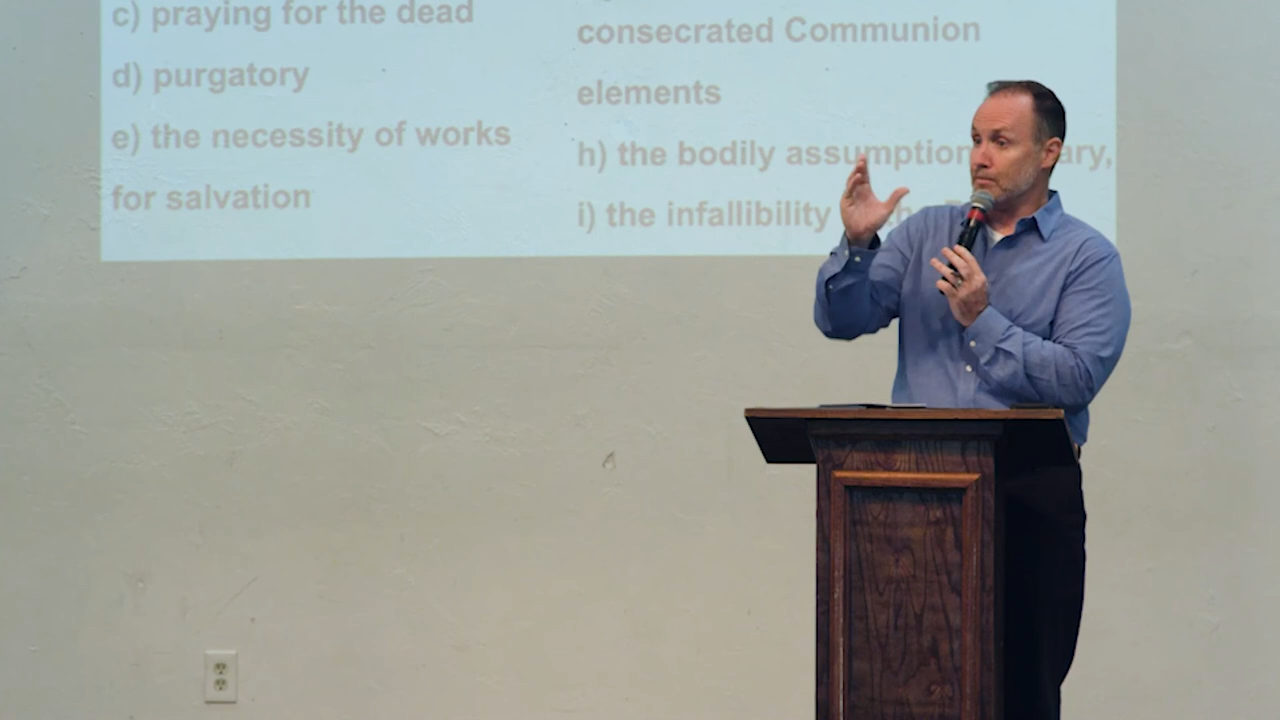 c) praying for the dead
d) purgatory
e) the necessity of works
for salvation
consecrated Communion
elements
h) the bodily assumption ary,
i) the infallibility